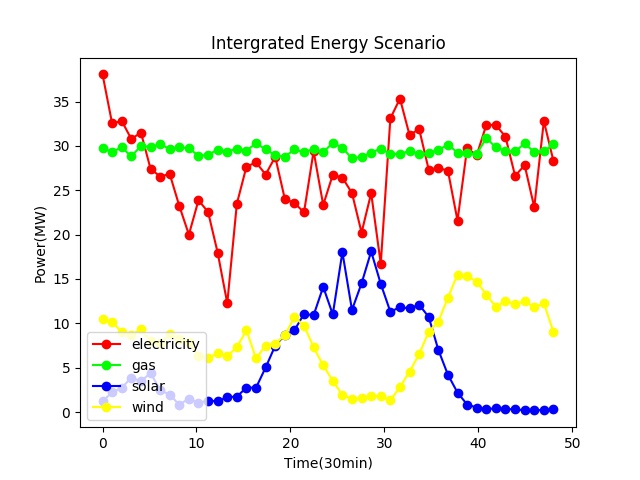 Intergrated Energy Scenario
Power(MW)
35
30
25
20
15
10
5
0
electricity
gas
solar
wind
0 10 20 30 40 50
Time(30min)